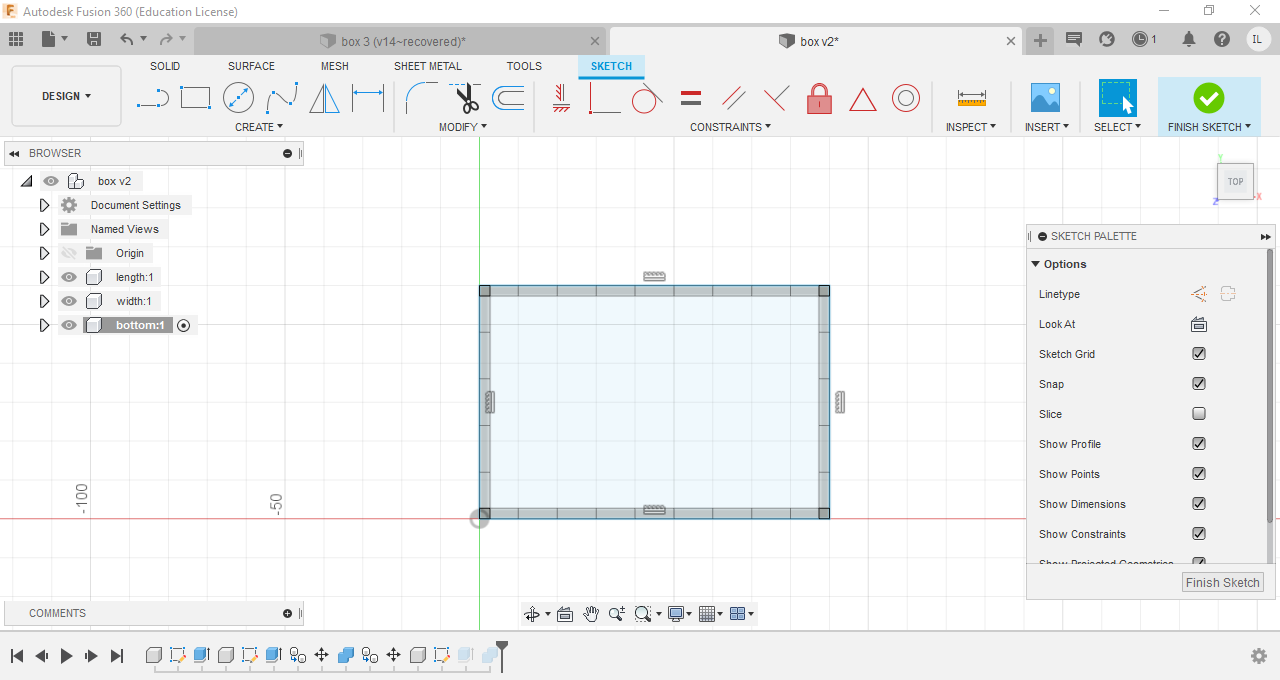 Autodesk Fusion 360 (Education License)
box 3 (v14~recovered)*
box v2*
1
IL
SOLID
SURFACE
MESH
SHEET METAL
TOOLS
SKETCH
DESIGN
CREATE
MODIFY
CONSTRAINTS
INSPECT
INSERT
SELECT
FINISH SKETCH
BROWSER
box v2
Document Settings
Named Views
Origin
length:1
width:1
bottom:1
Y
TOP
Z
X
SKETCH PALETTE
Options
Linetype
Look At
Sketch Grid
Snap
Slice
Show Profile
Show Points
Show Dimensions
Show Constraints
Show Projected Geometries
Finish Sketch
-100
-50
COMMENTS